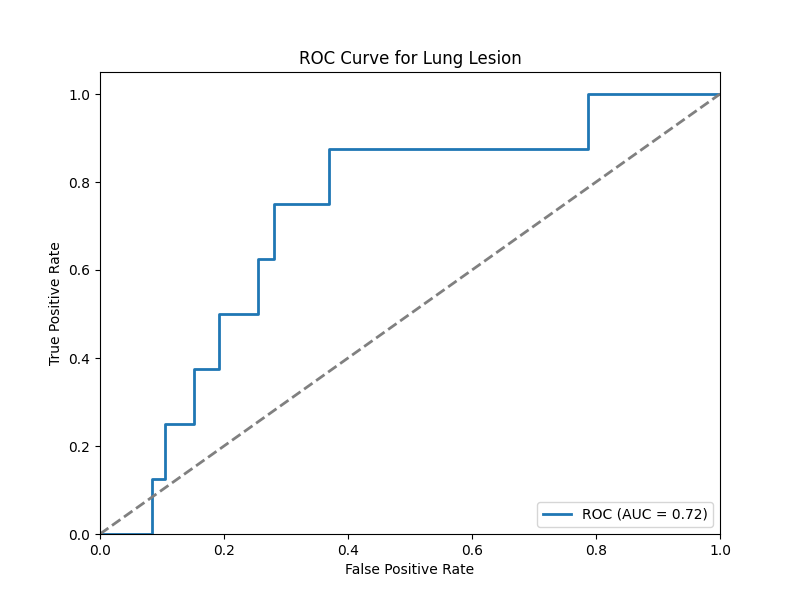 ROC Curve for Lung Lesion
True Positive Rate
1.0
0.8
0.6
0.4
0.2
0.0
0.0 0.2 0.4 0.6 0.8 1.0
False Positive Rate
ROC (AUC = 0.72)